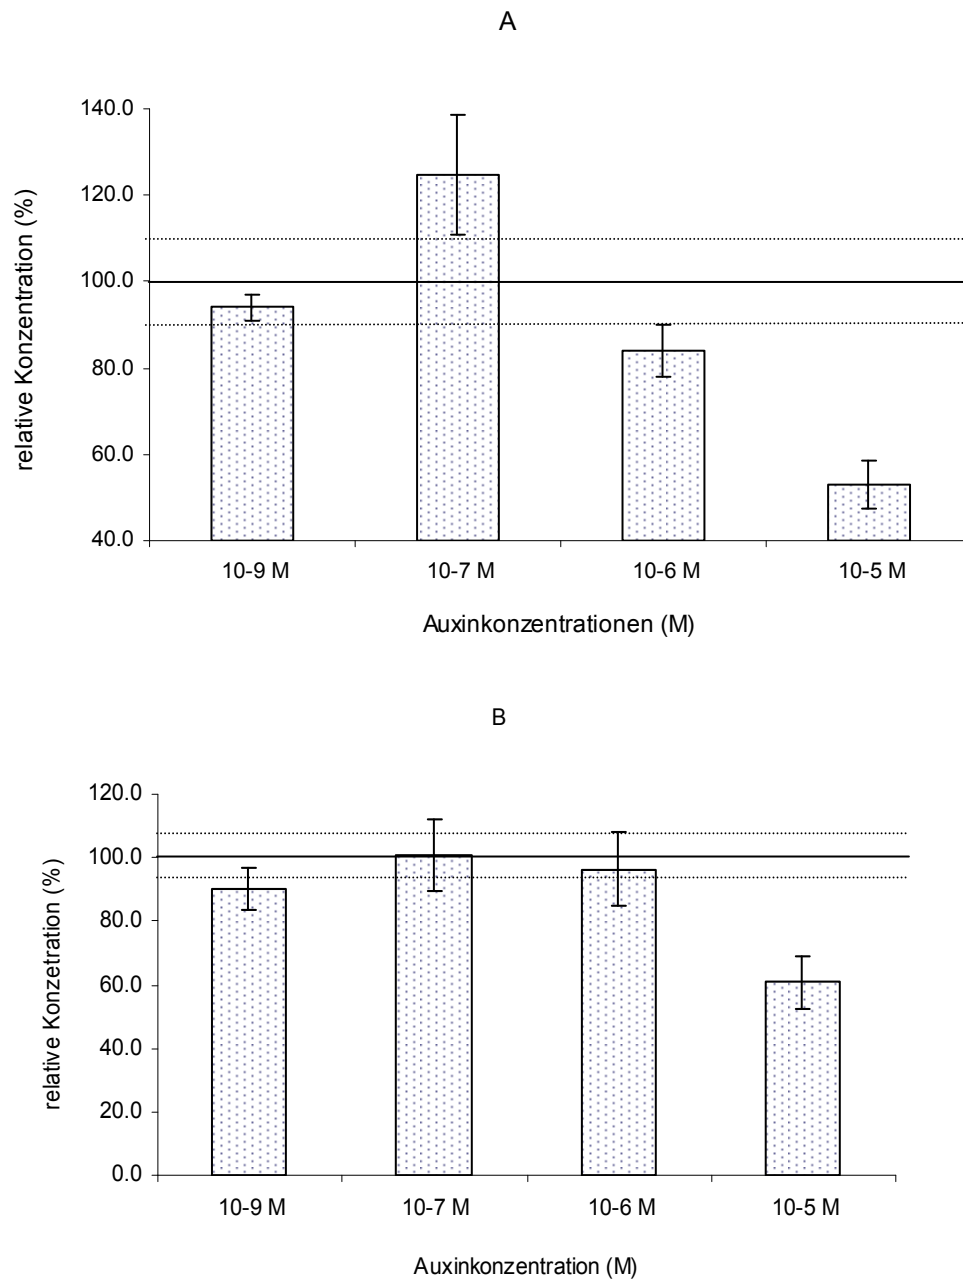 A
relative Konzentration (%)
140.0
120.0
100.0
80.0
60.0
40.0
10-9 M
10-7 M
10-6 M
10-5 M
Auxinkonzentrationen (M)
B
relative Konzetration (%)
120.0
100.0
80.0
60.0
40.0
20.0
0.0
10-9 M
10-7 M
10-6 M
10-5 M
Auxinkonzentration (M)